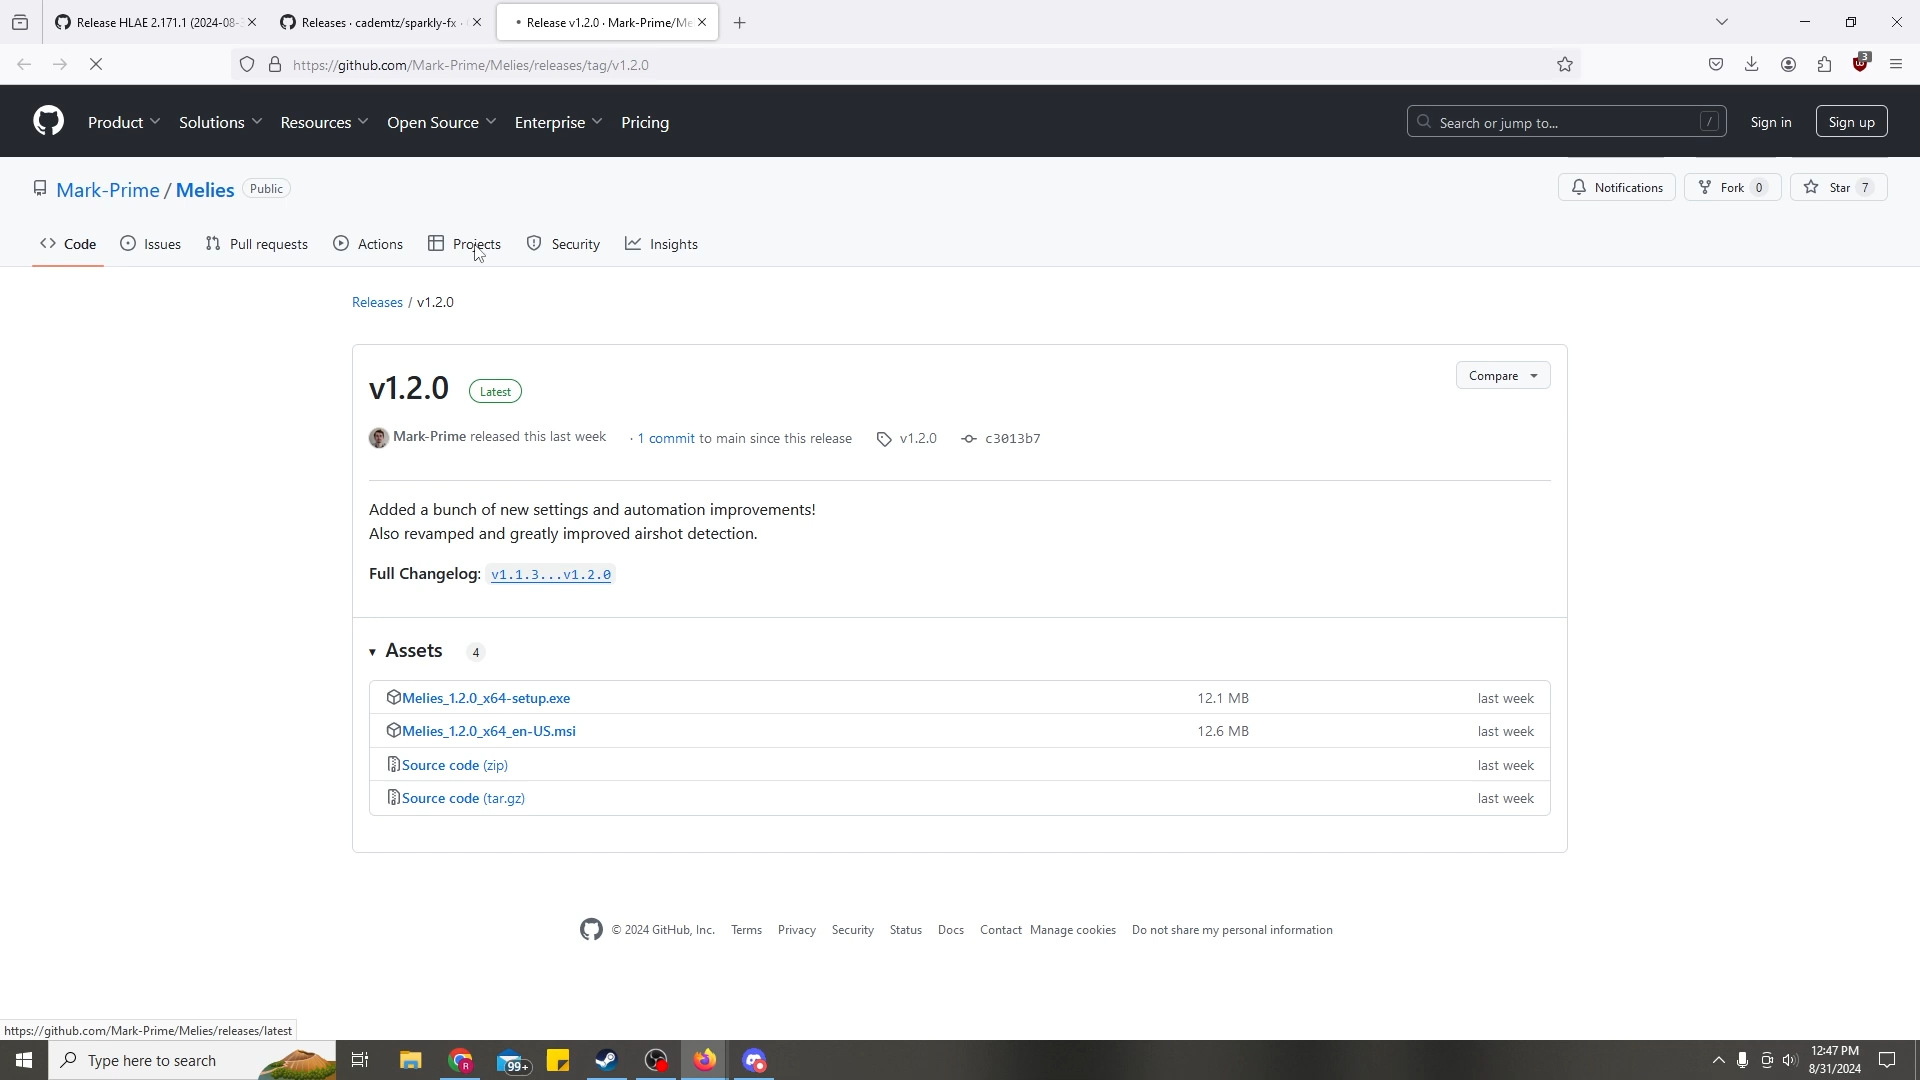 Release HLAE 2.171.1 (2024-08-
Releases · cademtz/sparkly-fx ·
Release v1.2.0 · Mark-Prime/Me
https://github.com/Mark-Prime/Melies/releases/tag/v1.2.0
3
Product
Solutions
Resources
Open Source
Enterprise
Pricing
Search or jump to...
/
Sign in
Sign up
Mark-Prime / Melies
Public
Notifications
Fork 0
Star 7
Code
Issues
Pull requests
Actions
Projects
Security
Insights
Releases / v1.2.0
v1.2.0
Latest
Compare
Mark-Prime released this last week
· 1 commit to main since this release
v1.2.0
c3013b7
Added a bunch of new settings and automation improvements!
Also revamped and greatly improved airshot detection.
Full Changelog: v1.1.3...v1.2.0
Assets 4
Melies_1.2.0_x64-setup.exe 12.1 MB last week
Melies_1.2.0_x64_en-US.msi 12.6 MB last week
Source code (zip) last week
Source code (tar.gz) last week
© 2024 GitHub, Inc. Terms Privacy Security Status Docs Contact Manage cookies Do not share my personal information
https://github.com/Mark-Prime/Melies/releases/latest
Type here to search
R
99+
12:47 PM
8/31/2024